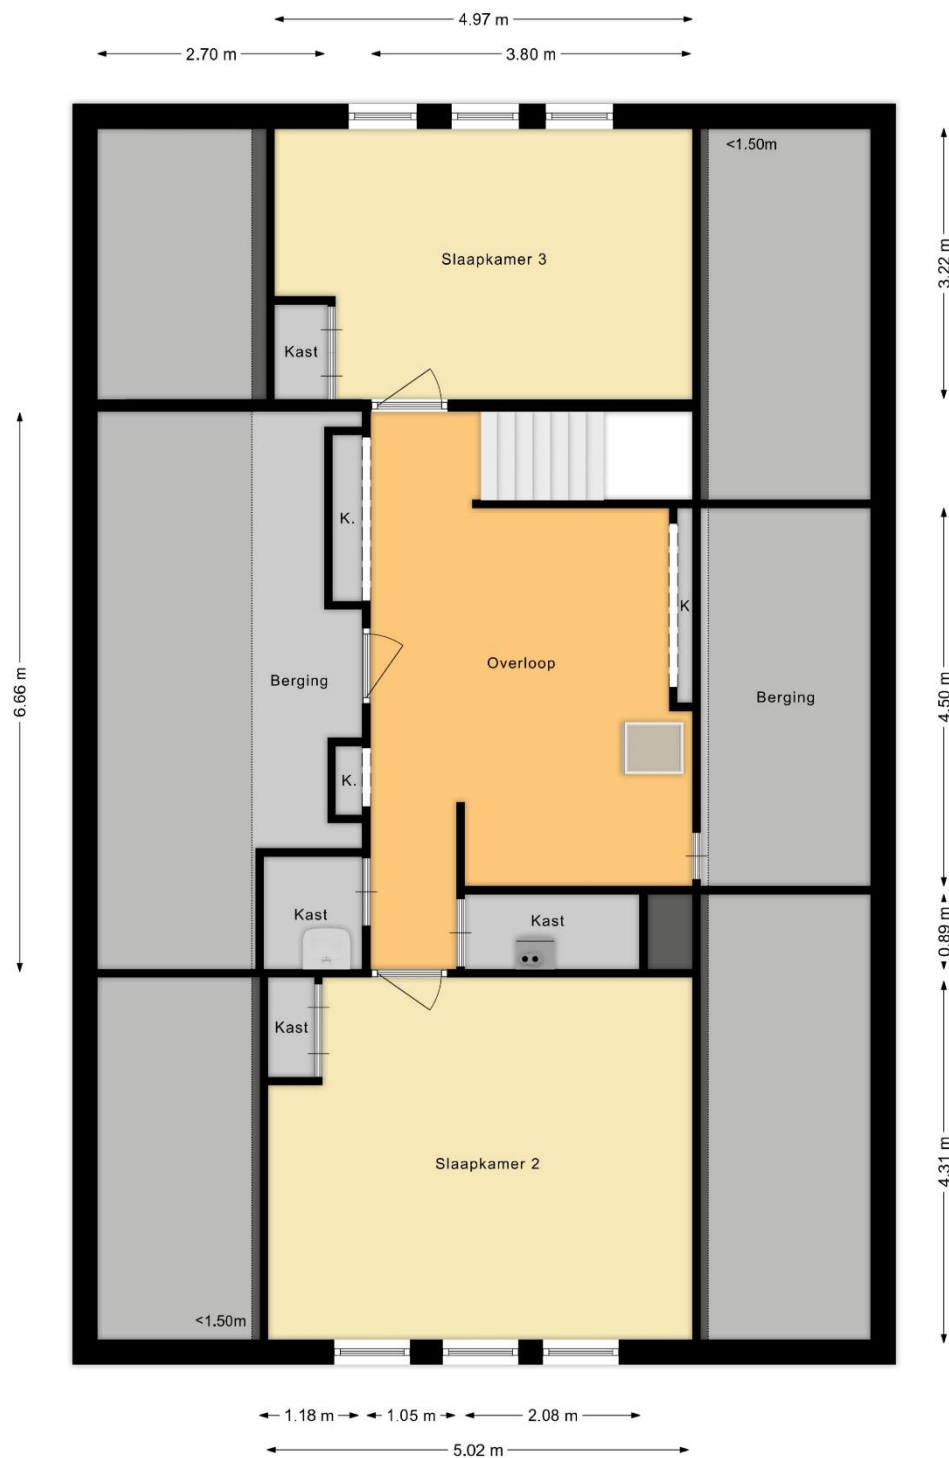 4.97 m
2.70 m
3.80 m
<1.50m
3.22 m
Slaapkamer 3
Kast
K.
K
6.66 m
Overloop
Berging
Berging
4.50 m
K.
Kast
Kast
0.89 m
Kast
Slaapkamer 2
4.31 m
<1.50m
1.18 m
1.05 m
2.08 m
5.02 m